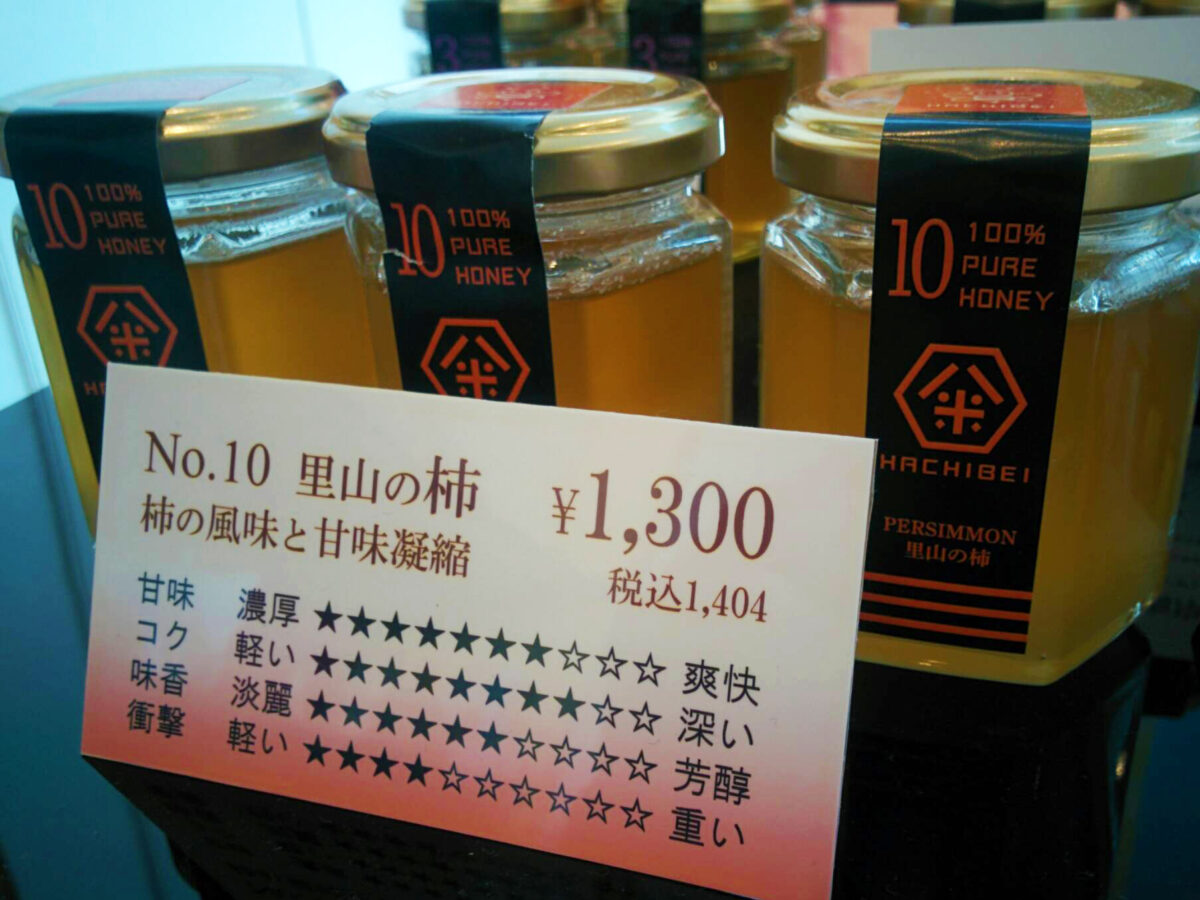 3
3
HACHIBEI
10
100%
PURE
HONEY
10
100%
PURE
HONEY
10
100%
PURE
HONEY
HACHIBEI
PERSIMMON
里山の柿
No.10 里山の柿 ¥1,300
柿の風味と甘味凝縮 税込1,404
甘味 濃厚 ★★★★★★★☆☆☆ 爽快
コク 軽い ★★★★★★★★☆☆ 深い
味香 淡麗 ★★★★★★☆☆☆☆ 芳醇
衝撃 軽い ★★★★☆☆☆☆☆☆ 重い